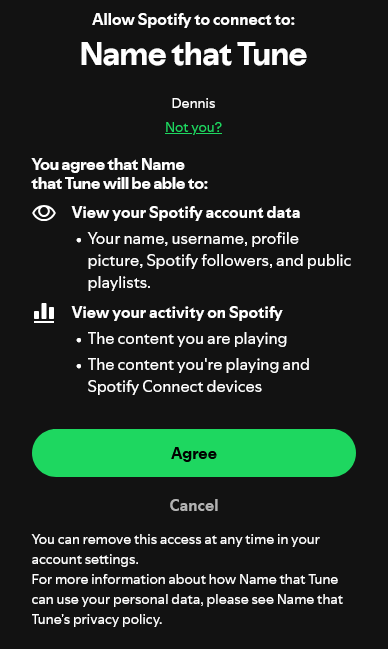 Allow Spotify to connect to:
Name that Tune
Dennis
Not you?
You agree that Name
that Tune will be able to:
View your Spotify account data
• Your name, username, profile
picture, Spotify followers, and public
playlists.
View your activity on Spotify
• The content you are playing
• The content you're playing and
Spotify Connect devices
Agree
Cancel
You can remove this access at any time in your
account settings.
For more information about how Name that Tune
can use your personal data, please see Name that
Tune's privacy policy.